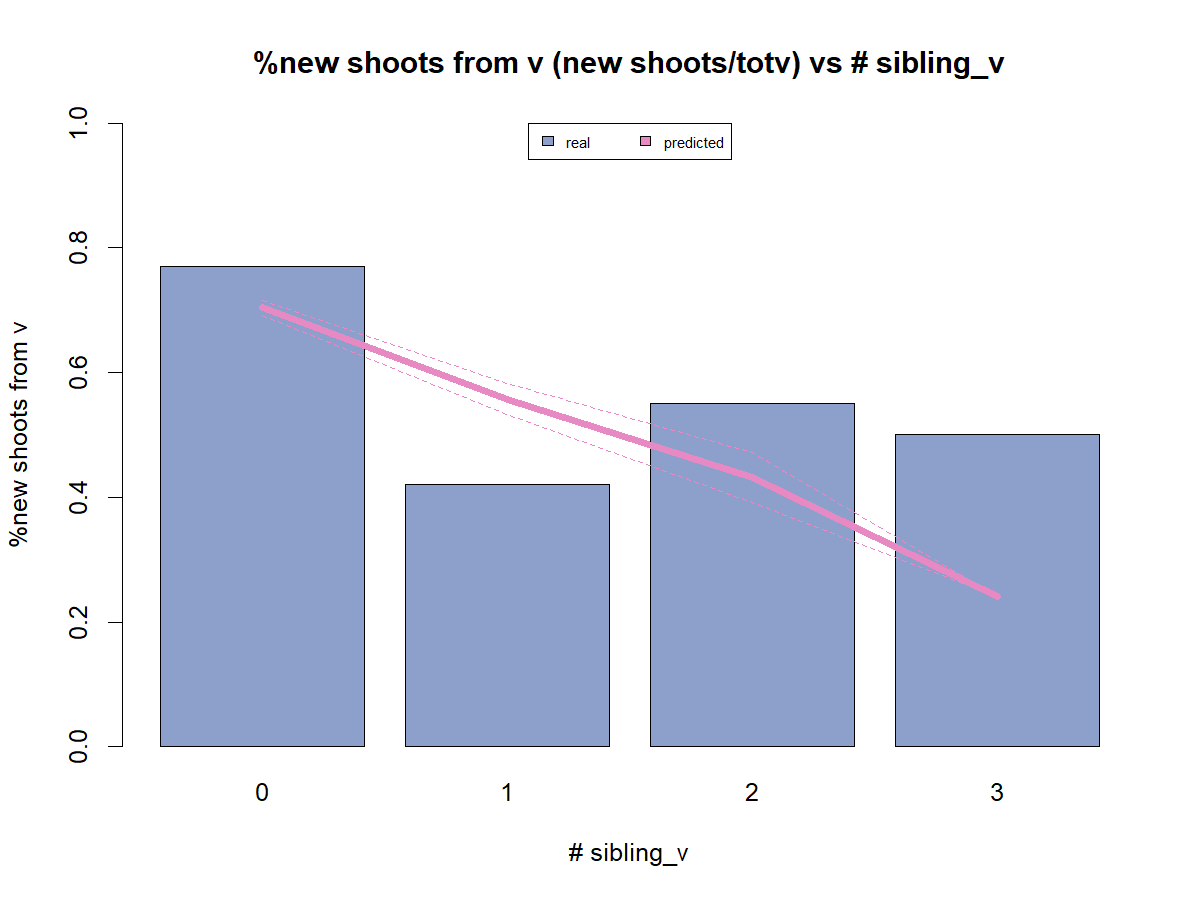 %new shoots from v (new shoots/totv) vs # sibling_v
real predicted
%new shoots from v
1.0
0.8
0.6
0.4
0.2
0.0
0 1 2 3
# sibling_v